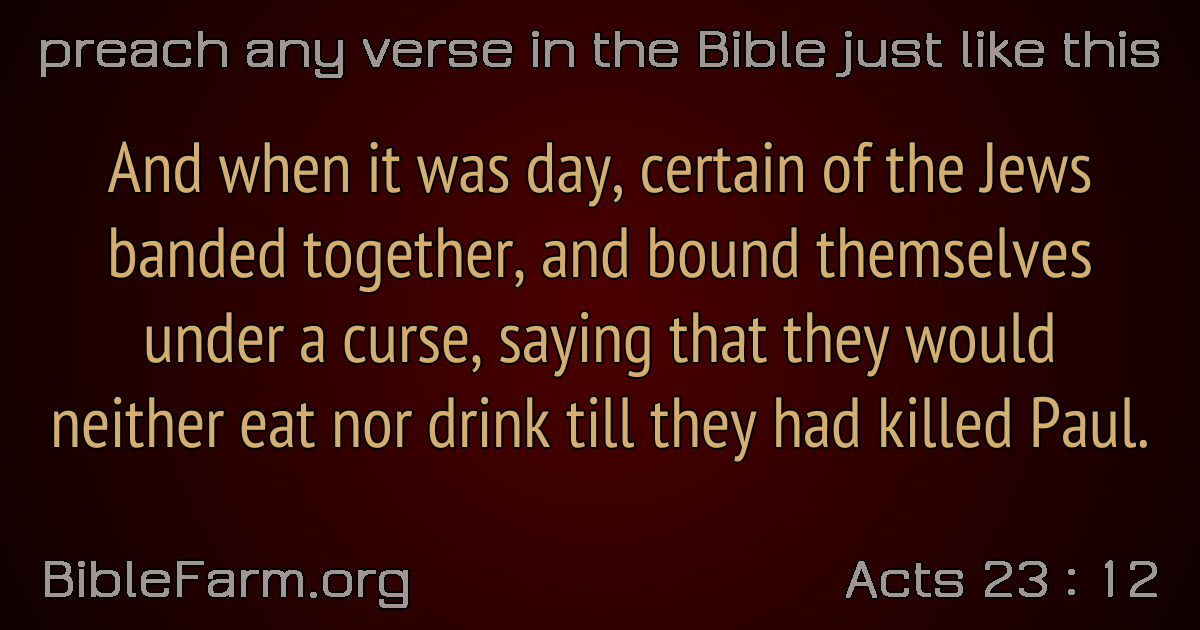 preach any verse in the Bible just like this
And when it was day, certain of the Jews
banded together, and bound themselves
under a curse, saying that they would
neither eat nor drink till they had killed Paul.
BibleFarm.org
Acts 23 : 12